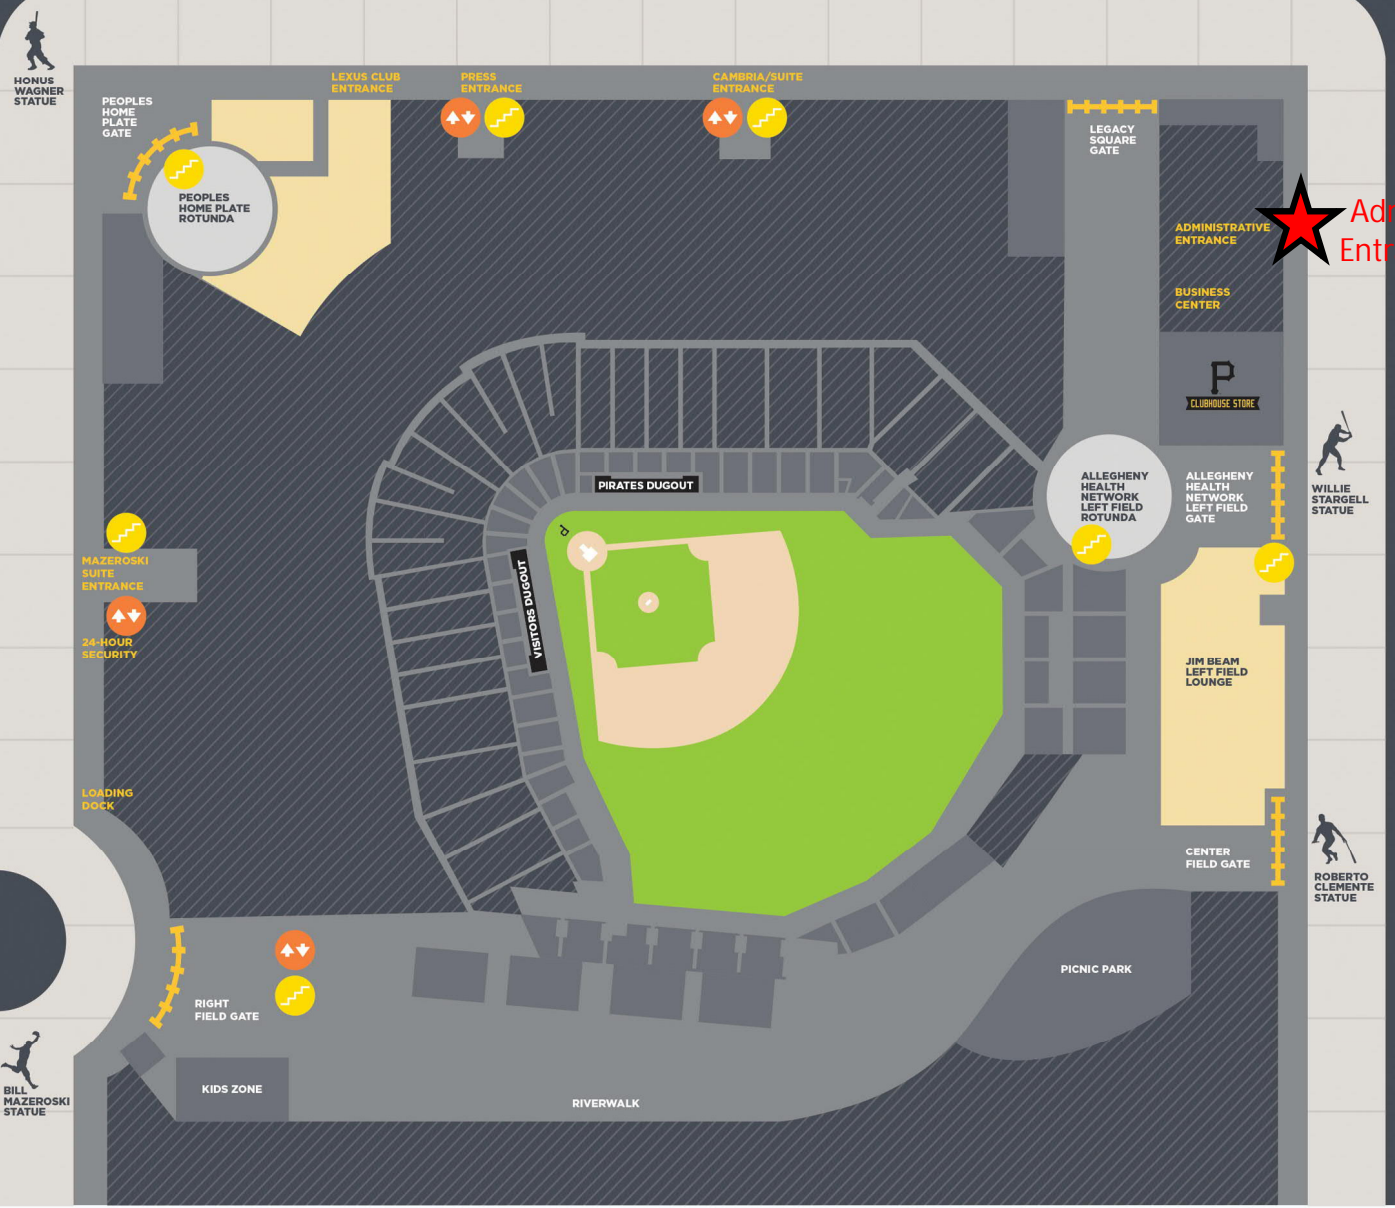 HONUS
WAGNER
STATUE
PEOPLES
HOME
PLATE
GATE
LEXUS CLUB
ENTRANCE
PRESS
ENTRANCE
CAMBRIA/SUITE
ENTRANCE
LEGACY
SQUARE
GATE
PEOPLES
HOME PLATE
ROTUNDA
ADMINISTRATIVE
ENTRANCE
Adm
Entr
BUSINESS
CENTER
P
CLUBHOUSE STORE
PIRATES DUGOUT
ALLEGHENY
HEALTH
NETWORK
LEFT FIELD
ROTUNDA
ALLEGHENY
HEALTH
NETWORK
LEFT FIELD
GATE
WILLIE
STARGELL
STATUE
P
VISITORS DUGOUT
MAZEROSKI
SUITE
ENTRANCE
24-HOUR
SECURITY
JIM BEAM
LEFT FIELD
LOUNGE
LOADING
DOCK
CENTER
FIELD GATE
ROBERTO
CLEMENTE
STATUE
PICNIC PARK
RIGHT
FIELD GATE
KIDS ZONE
RIVERWALK
BILL
MAZEROSKI
STATUE